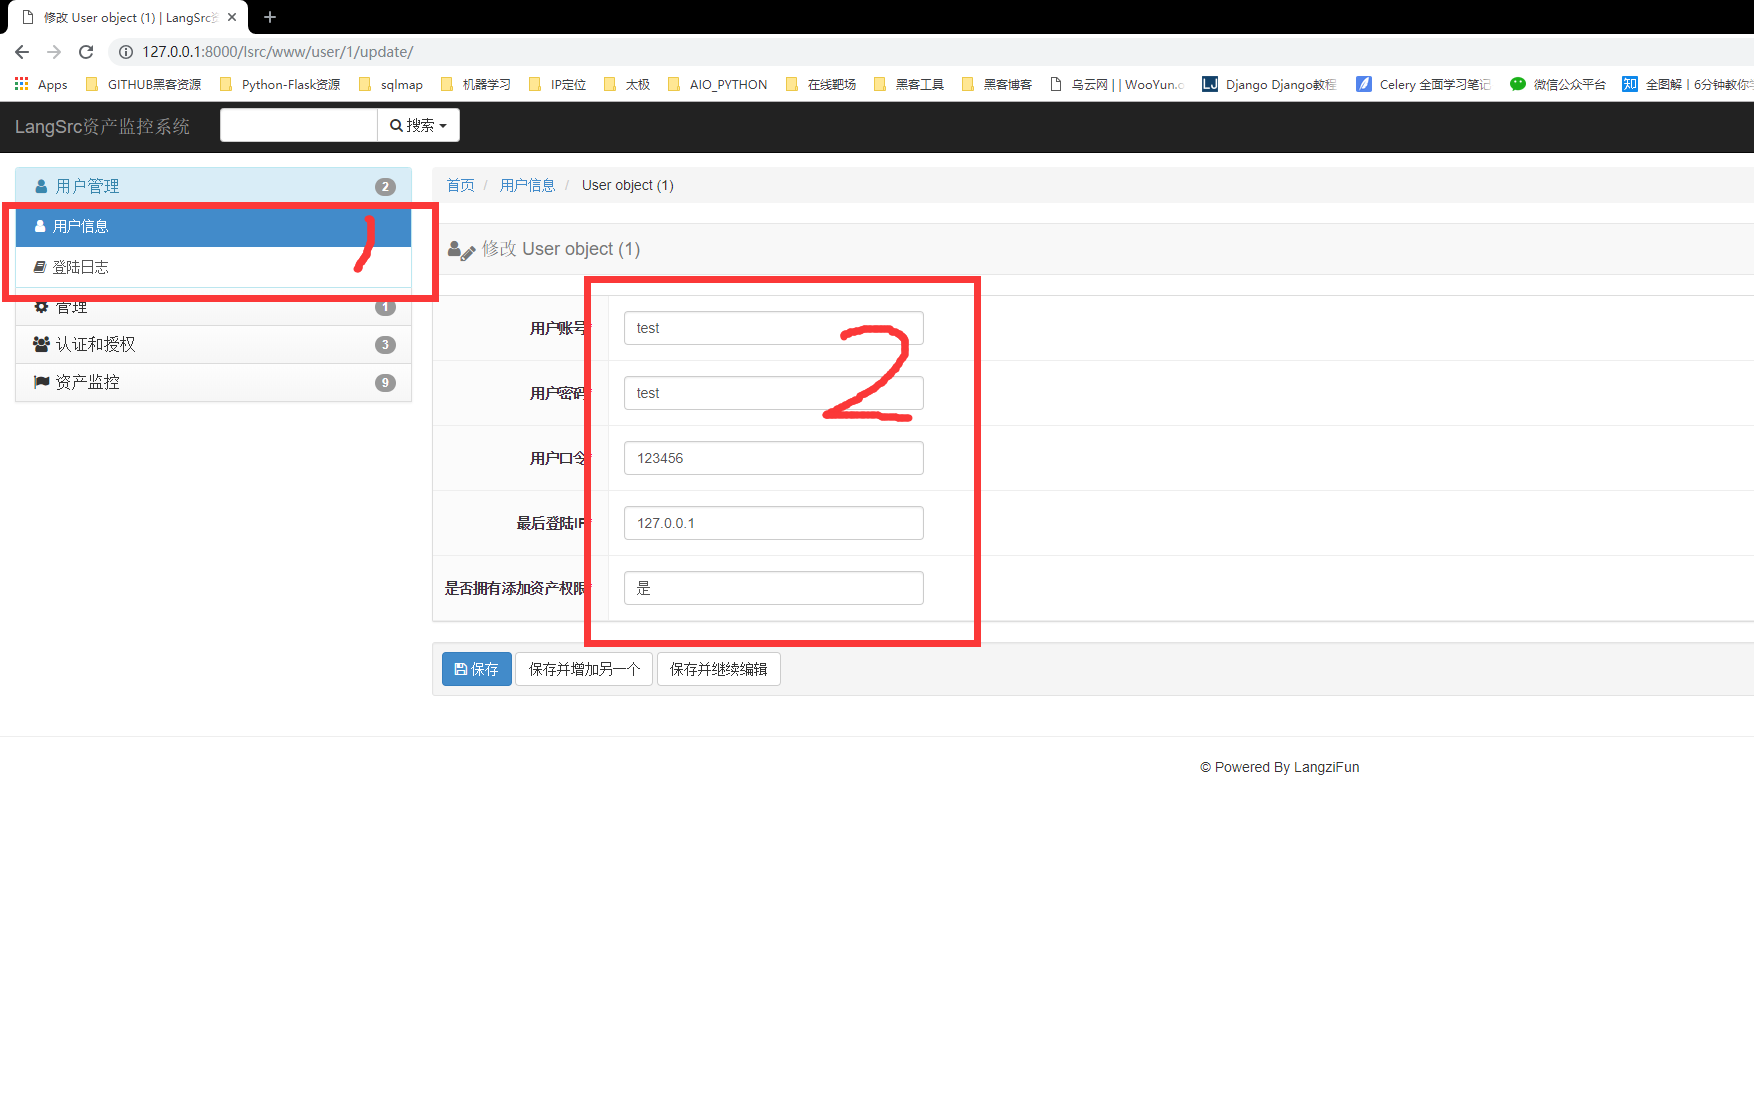 修改 User object (1) | LangSrc
127.0.0.1:8000/lsrc/www/user/1/update/
Apps GITHUB黑客资源 Python-Flask资源 sqlmap 机器学习 IP定位 太极 AIO_PYTHON 在线靶场 黑客工具 黑客博客 乌云网 | | WooYun.o Django Django教程 Celery 全面学习笔记 微信公众平台 知 全图解丨6分钟教你
LangSrc资产监控系统 搜索
用户管理 2
用户信息
登陆日志
1
管理 1
认证和授权 3
资产监控 9
首页 / 用户信息 / User object (1)
修改 User object (1)
用户账号* test
2
用户密码* test
用户口令* 123456
最后登陆IP* 127.0.0.1
是否拥有添加资产权限* 是
保存 保存并增加另一个 保存并继续编辑
© Powered By LangziFun